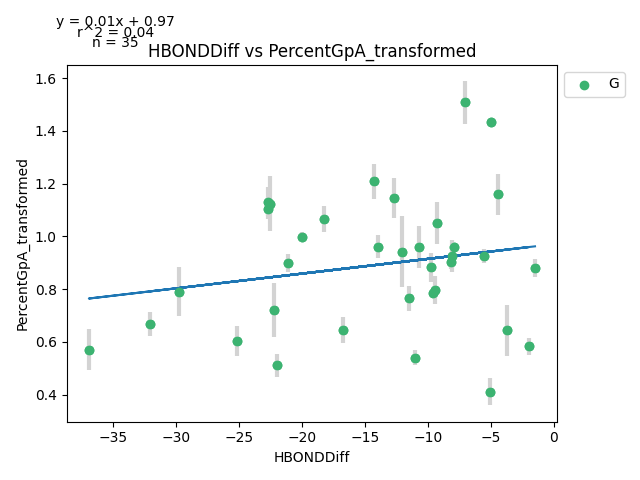 y = 0.01x + 0.97
r^2 = 0.04
n = 35
HBONDDiff vs PercentGpA_transformed
G
PercentGpA_transformed
1.6
1.4
1.2
1.0
0.8
0.6
0.4
−35
−30
−25
−20
−15
−10
−5
0
HBONDDiff